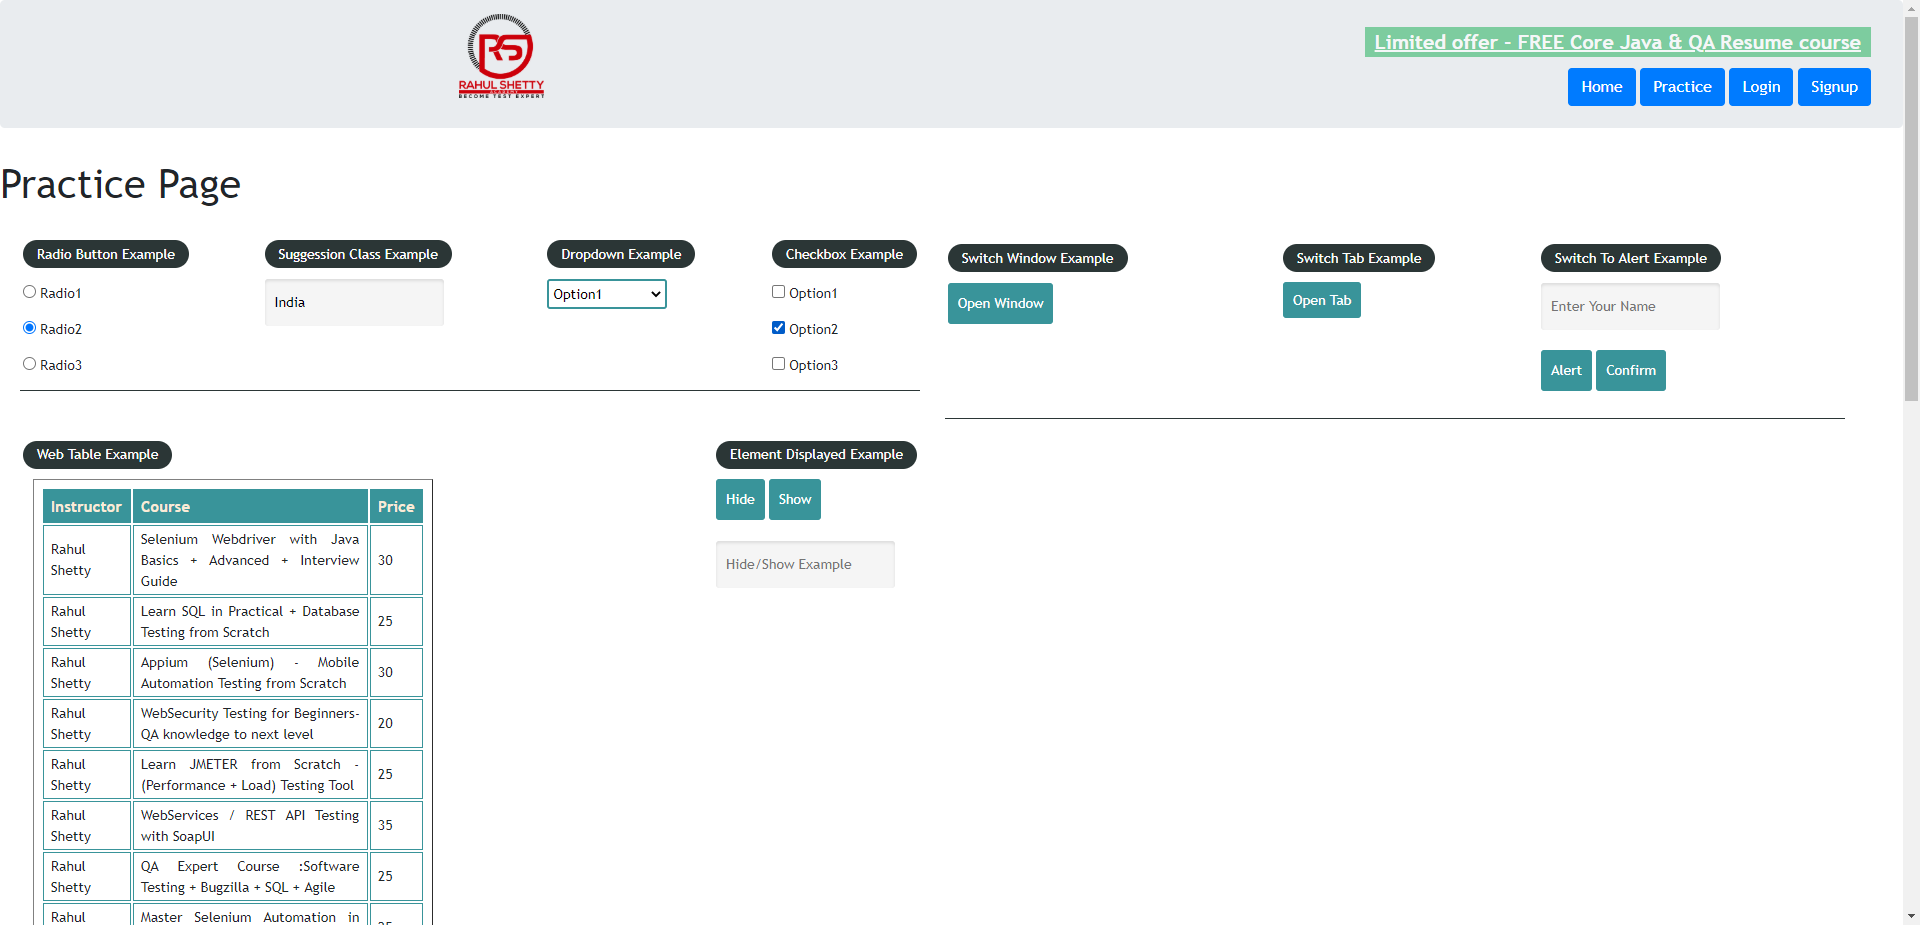 RAHUL SHETTY
ACADEMY
BECOME TEST EXPERT
Limited offer - FREE Core Java & QA Resume course
Home Practice Login Signup
Practice Page
Radio Button Example
Radio1
Radio2
Radio3
Suggession Class Example
India
Dropdown Example
Option1
Checkbox Example
Option1
Option2
Option3
Switch Window Example
Open Window
Switch Tab Example
Open Tab
Switch To Alert Example
Enter Your Name
Alert Confirm
Web Table Example
Instructor Course Price
Rahul Shetty
Selenium Webdriver with Java
Basics + Advanced + Interview
Guide
30
Rahul Shetty
Learn SQL in Practical + Database
Testing from Scratch
25
Rahul Shetty
Appium (Selenium) - Mobile
Automation Testing from Scratch
30
Rahul Shetty
WebSecurity Testing for Beginners-
QA knowledge to next level
20
Rahul Shetty
Learn JMETER from Scratch -
(Performance + Load) Testing Tool
25
Rahul Shetty
WebServices / REST API Testing
with SoapUI
35
Rahul Shetty
QA Expert Course :Software
Testing + Bugzilla + SQL + Agile
25
Rahul
Master Selenium Automation in
Element Displayed Example
Hide Show
Hide/Show Example